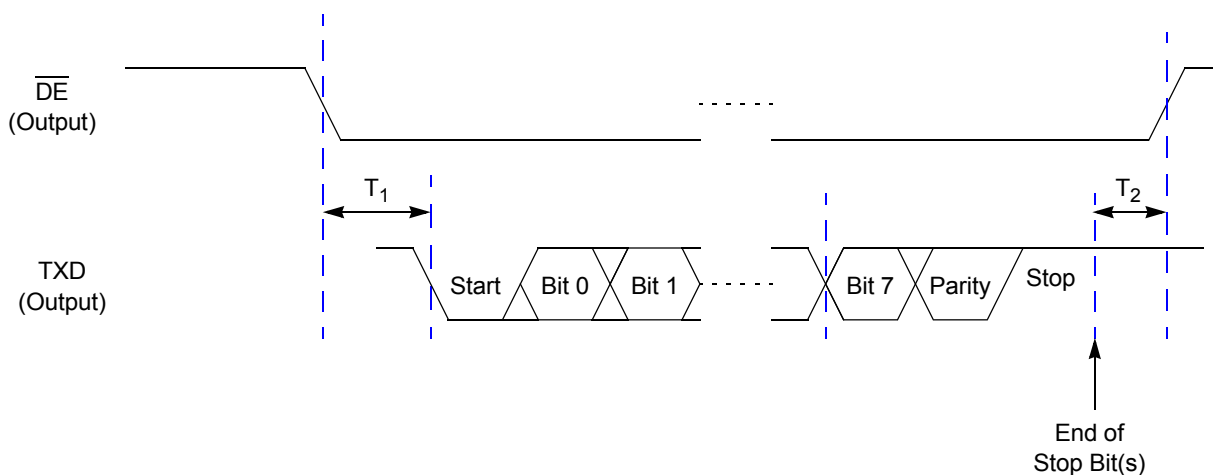 DE
(Output)
T1
T2
TXD
(Output)
Start
Bit 0
Bit 1
Bit 7
Parity
Stop
End of
Stop Bit(s)